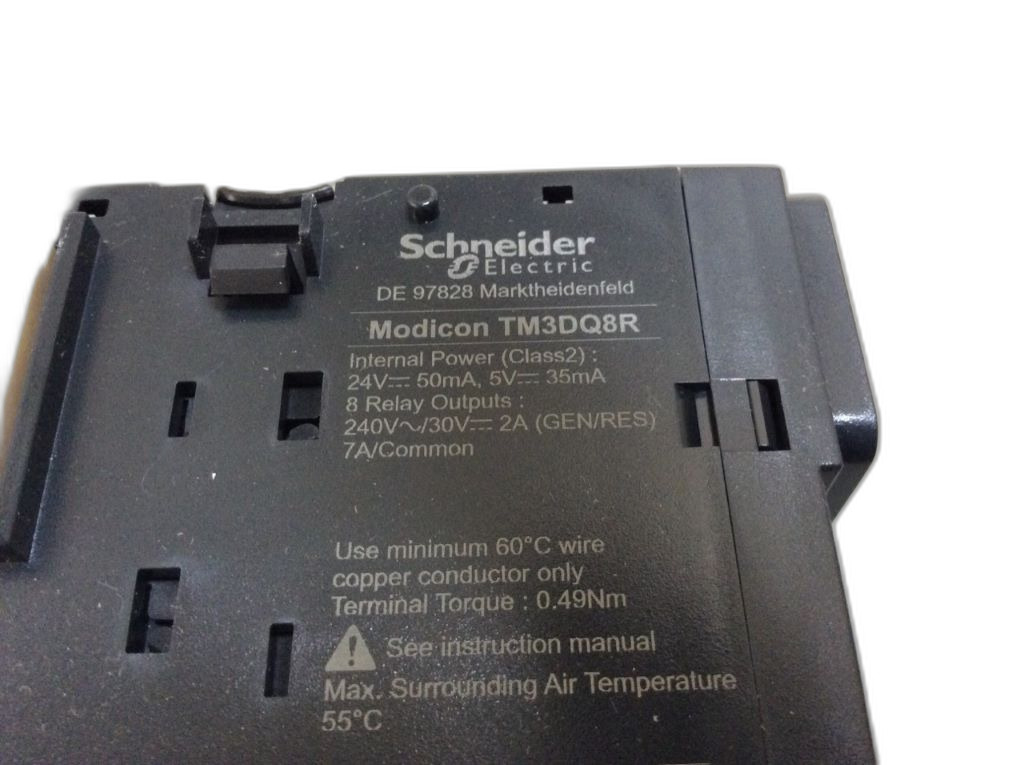 Schneider
Electric
DE 97828 Marktheidenfeld
Modicon TM3DQ8R
Internal Power (Class2) :
24V⎓ 50mA, 5V⎓ 35mA
8 Relay Outputs :
240V∿/30V⎓ 2A (GEN/RES)
7A/Common
Use minimum 60°C wire
copper conductor only
Terminal Torque : 0.49Nm
See instruction manual
Max. Surrounding Air Temperature
55°C